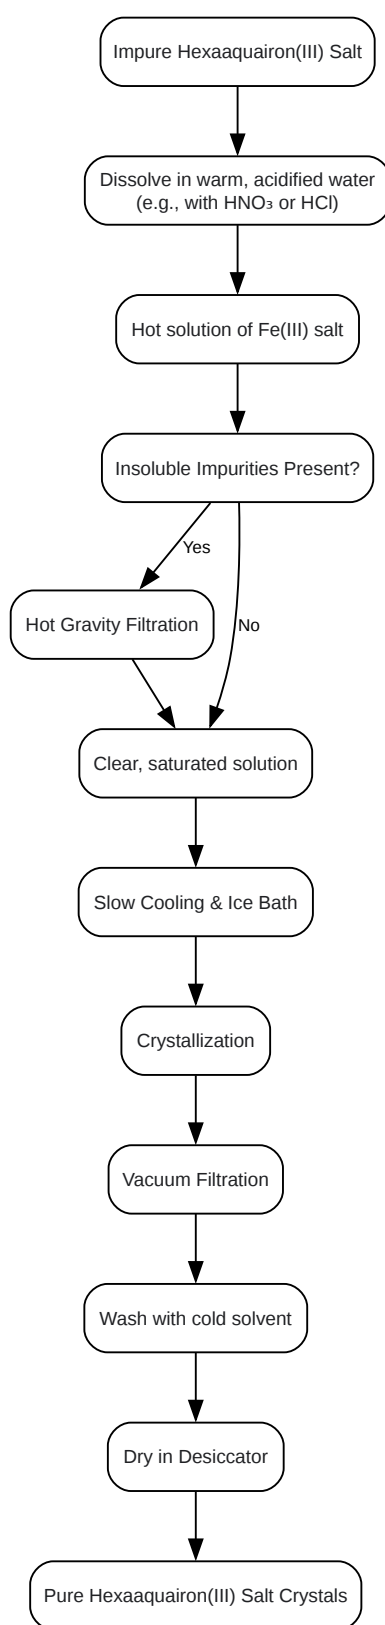 Impure Hexaaquairon(III) Salt
Dissolve in warm, acidified water
(e.g., with HNO₃ or HCl)
Hot solution of Fe(III) salt
Insoluble Impurities Present?
Yes
Hot Gravity Filtration
No
Clear, saturated solution
Slow Cooling & Ice Bath
Crystallization
Vacuum Filtration
Wash with cold solvent
Dry in Desiccator
Pure Hexaaquairon(III) Salt Crystals